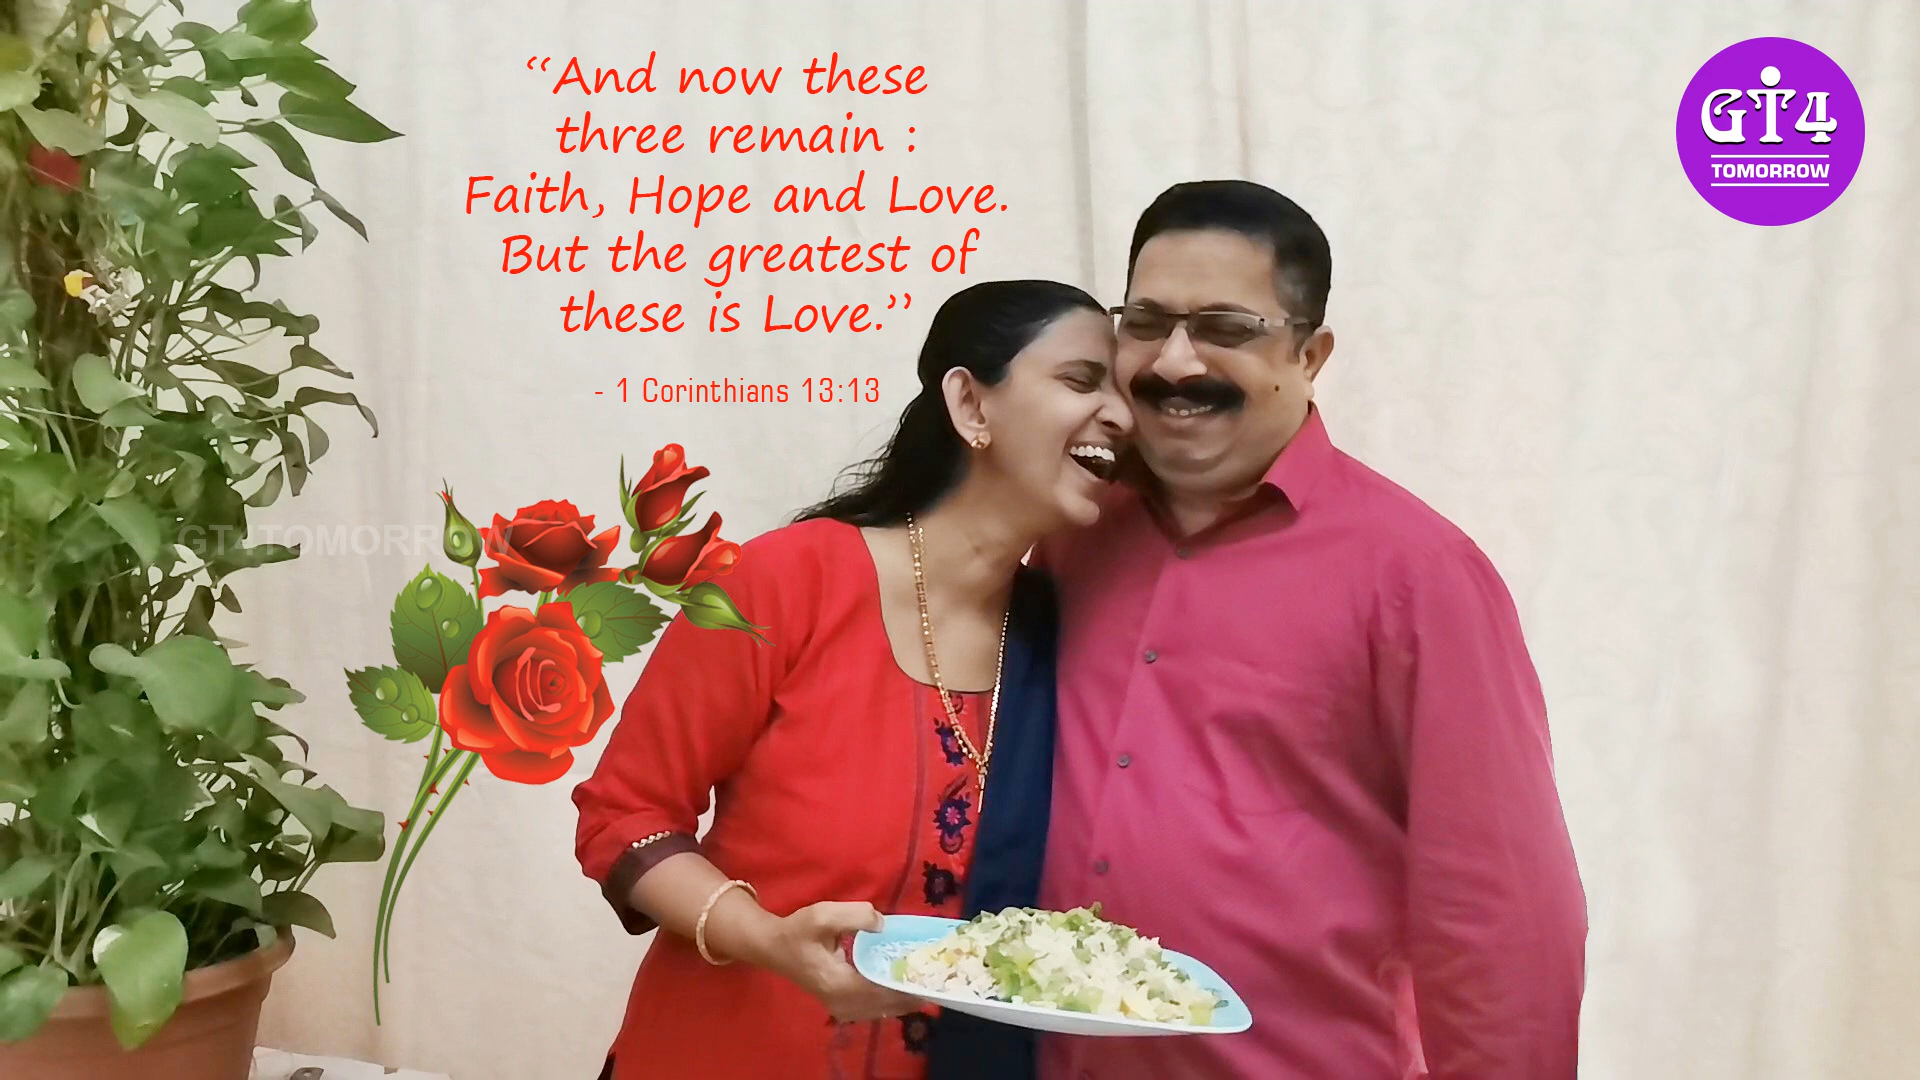 “And now these
three remain :
Faith, Hope and Love.
But the greatest of
these is Love.”
- 1 Corinthians 13:13
GT4
TOMORROW
GT4TOMORROW